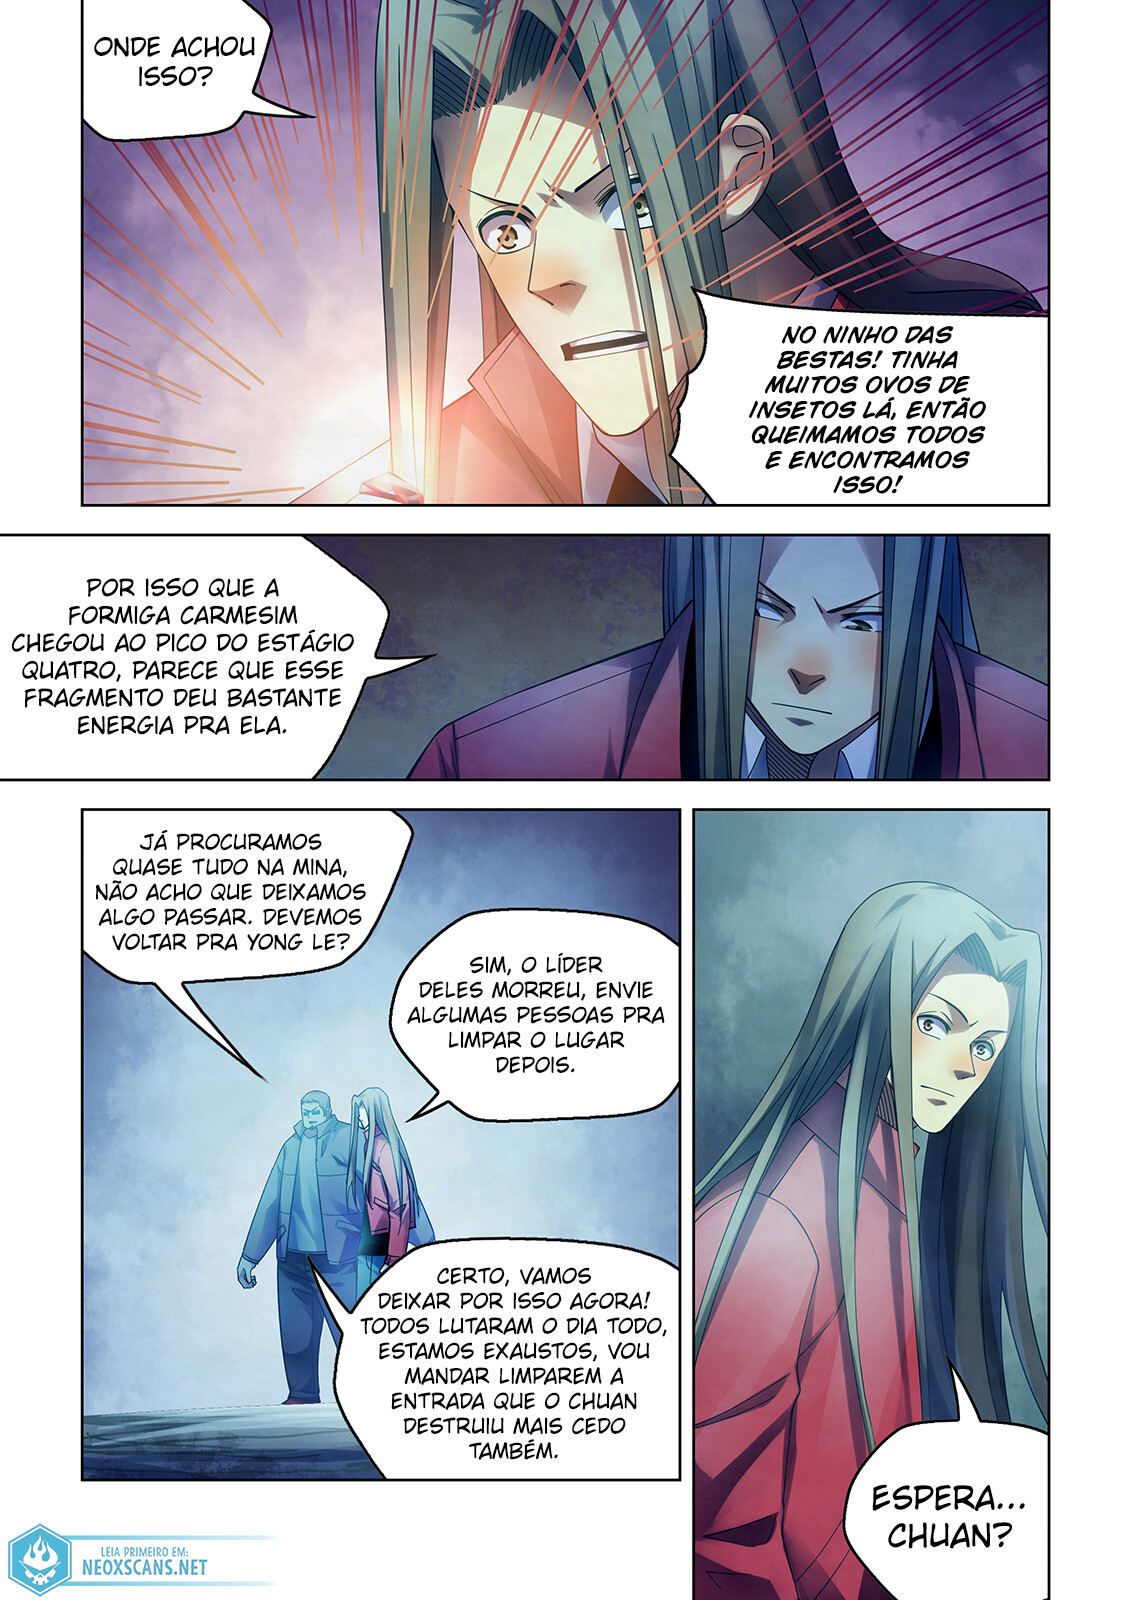 ONDE ACHOU
ISSO?
NO NINHO DAS
BESTAS! TINHA
MUITOS OVOS DE
INSETOS LÁ, ENTÃO
QUEIMAMOS TODOS
E ENCONTRAMOS
ISSO!
POR ISSO QUE A
FORMIGA CARMESIM
CHEGOU AO PICO DO ESTÁGIO
QUATRO, PARECE QUE ESSE
FRAGMENTO DEU BASTANTE
ENERGIA PRA ELA.
JÁ PROCURAMOS
QUASE TUDO NA MINA,
NÃO ACHO QUE DEIXAMOS
ALGO PASSAR. DEVEMOS
VOLTAR PRA YONG LE?
SIM, O LÍDER
DELES MORREU, ENVIE
ALGUMAS PESSOAS PRA
LIMPAR O LUGAR
DEPOIS.
CERTO, VAMOS
DEIXAR POR ISSO AGORA!
TODOS LUTARAM O DIA TODO,
ESTAMOS EXAUSTOS, VOU
MANDAR LIMPAREM A
ENTRADA QUE O CHUAN
DESTRUIU MAIS CEDO
TAMBÉM.
ESPERA...
CHUAN?
LEIA PRIMEIRO EM:
NEOXSCANS.NET